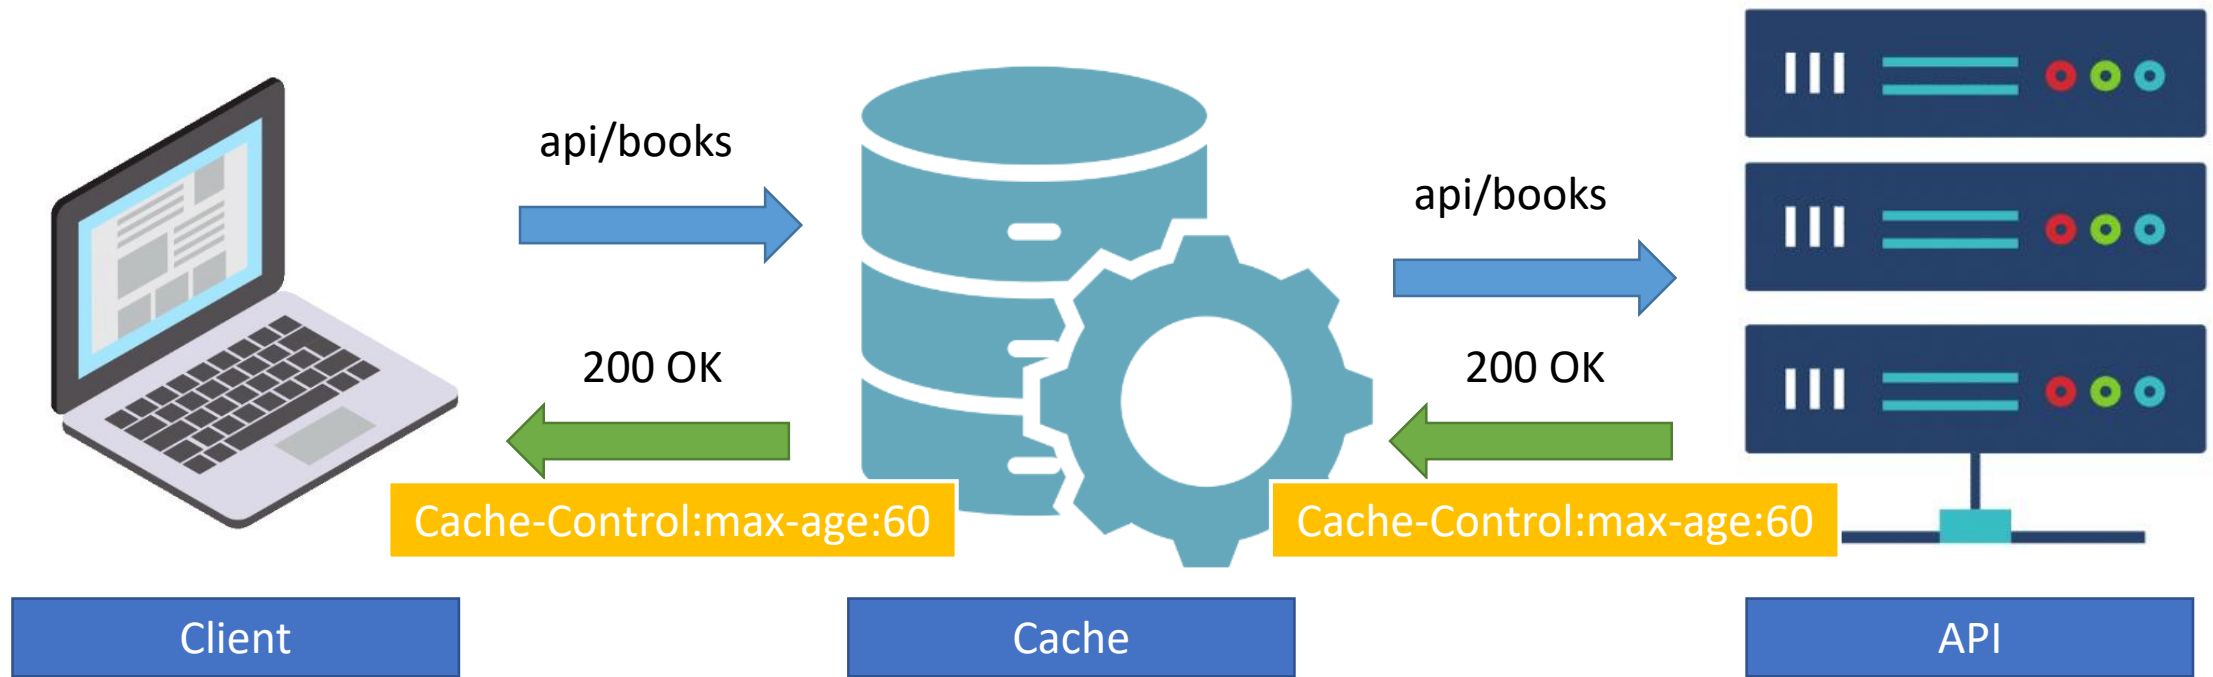 api/books
api/books
200 OK
200 OK
Cache-Control:max-age:60
Cache-Control:max-age:60
Client
Cache
API